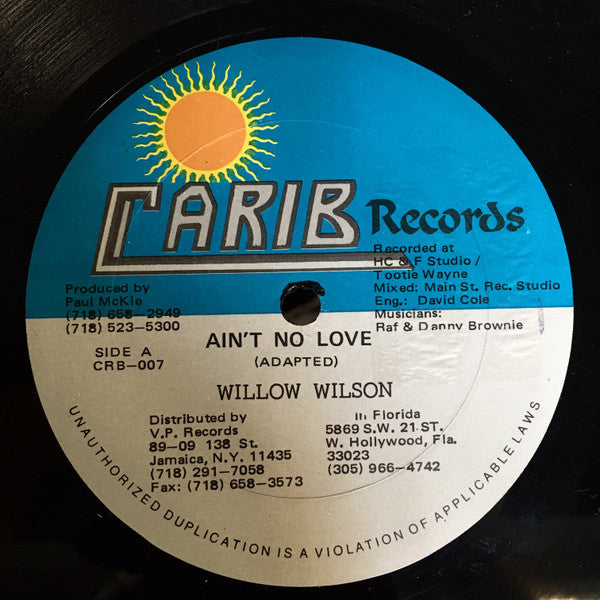 CARIB Records
Recorded at
HC & F Studio /
Tootie Wayne
Mixed: Main St. Rec. Studio
Eng.: David Cole
Musicians:
Raf & Danny Brownie
Produced by
Paul McKie
(718) 658-2949
(718) 523-5300
SIDE A
CRB-007
AIN'T NO LOVE
(ADAPTED)
WILLOW WILSON
Distributed by
V.P. Records
89-09 138 St.
Jamaica, N.Y. 11435
(718) 291-7058
Fax: (718) 658-3573
In Florida
5869 S.W. 21 ST.
W. Hollywood, Fla.
33023
(305) 966-4742
UNAUTHORIZED DUPLICATION IS A VIOLATION OF APPLICABLE LAWS